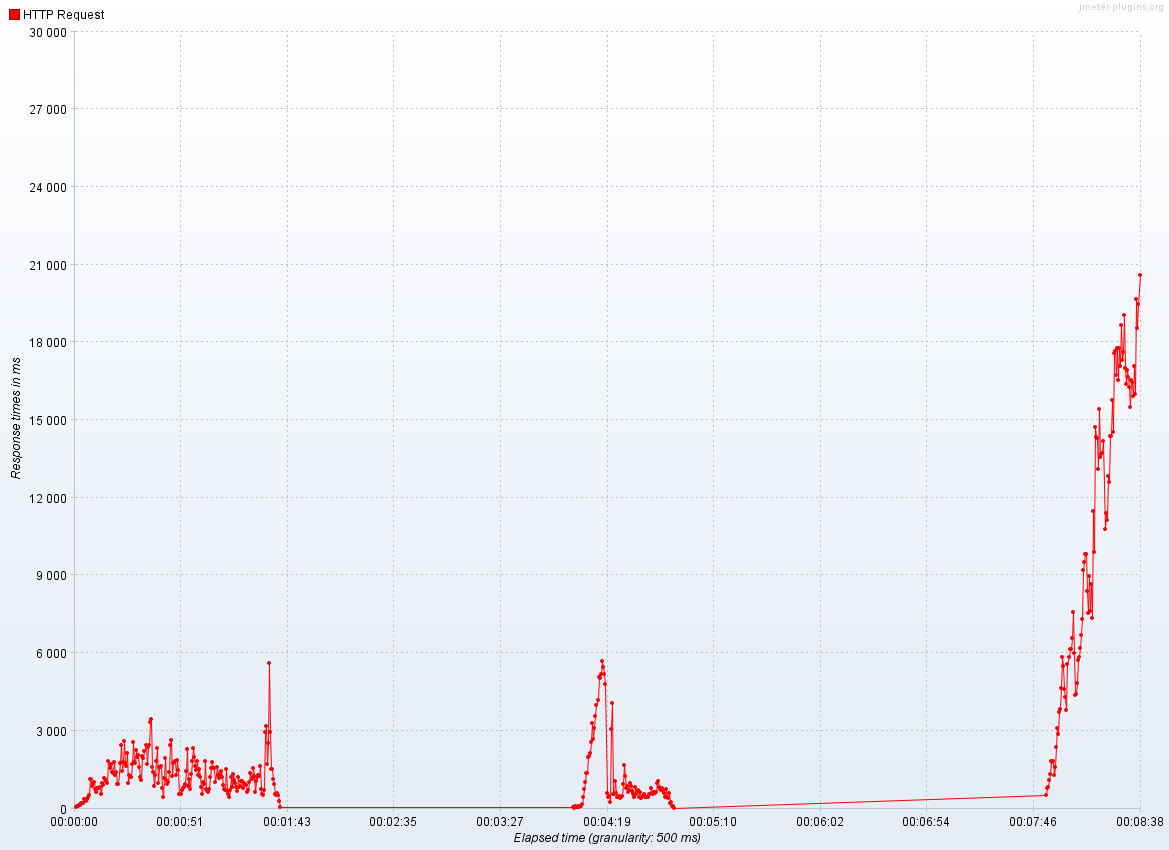 HTTP Request
jmeter-plugins.org
30 000
27 000
24 000
21 000
18 000
15 000
12 000
9 000
6 000
3 000
0
Response times in ms
00:00:00 00:00:51 00:01:43 00:02:35 00:03:27 00:04:19 00:05:10 00:06:02 00:06:54 00:07:46 00:08:38
Elapsed time (granularity: 500 ms)